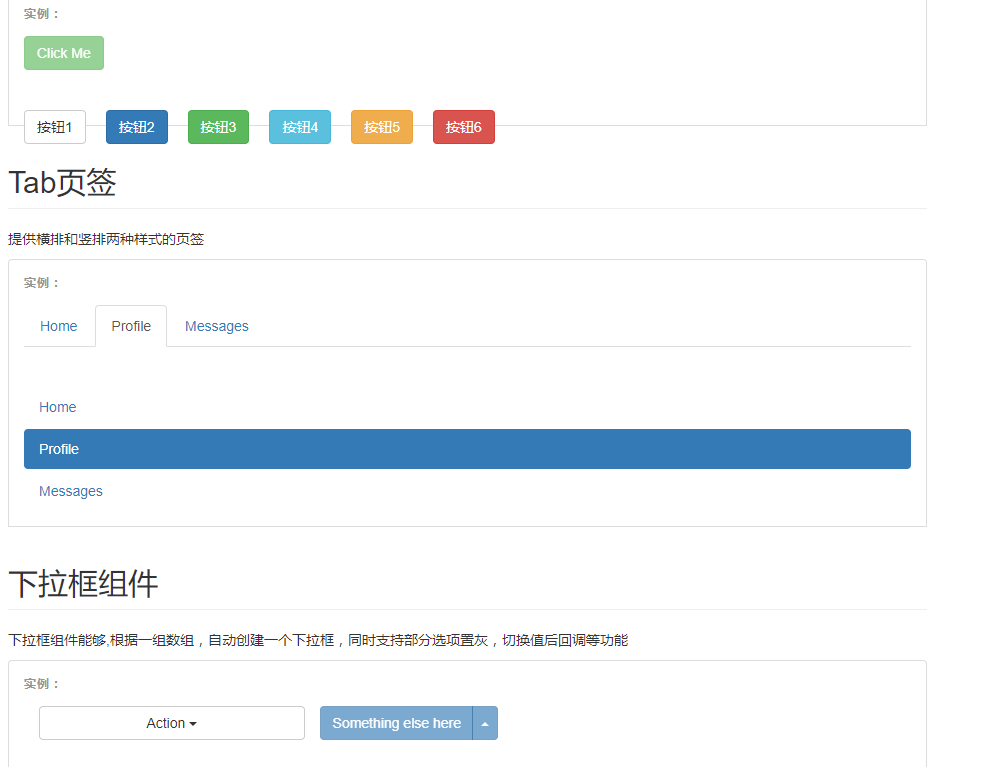 实例：
Click Me
按钮1 按钮2 按钮3 按钮4 按钮5 按钮6
Tab页签
提供横排和竖排两种样式的页签
实例：
Home Profile Messages
Home
Profile
Messages
下拉框组件
下拉框组件能够,根据一组数组，自动创建一个下拉框，同时支持部分选项置灰，切换值后回调等功能
实例：
Action Something else here